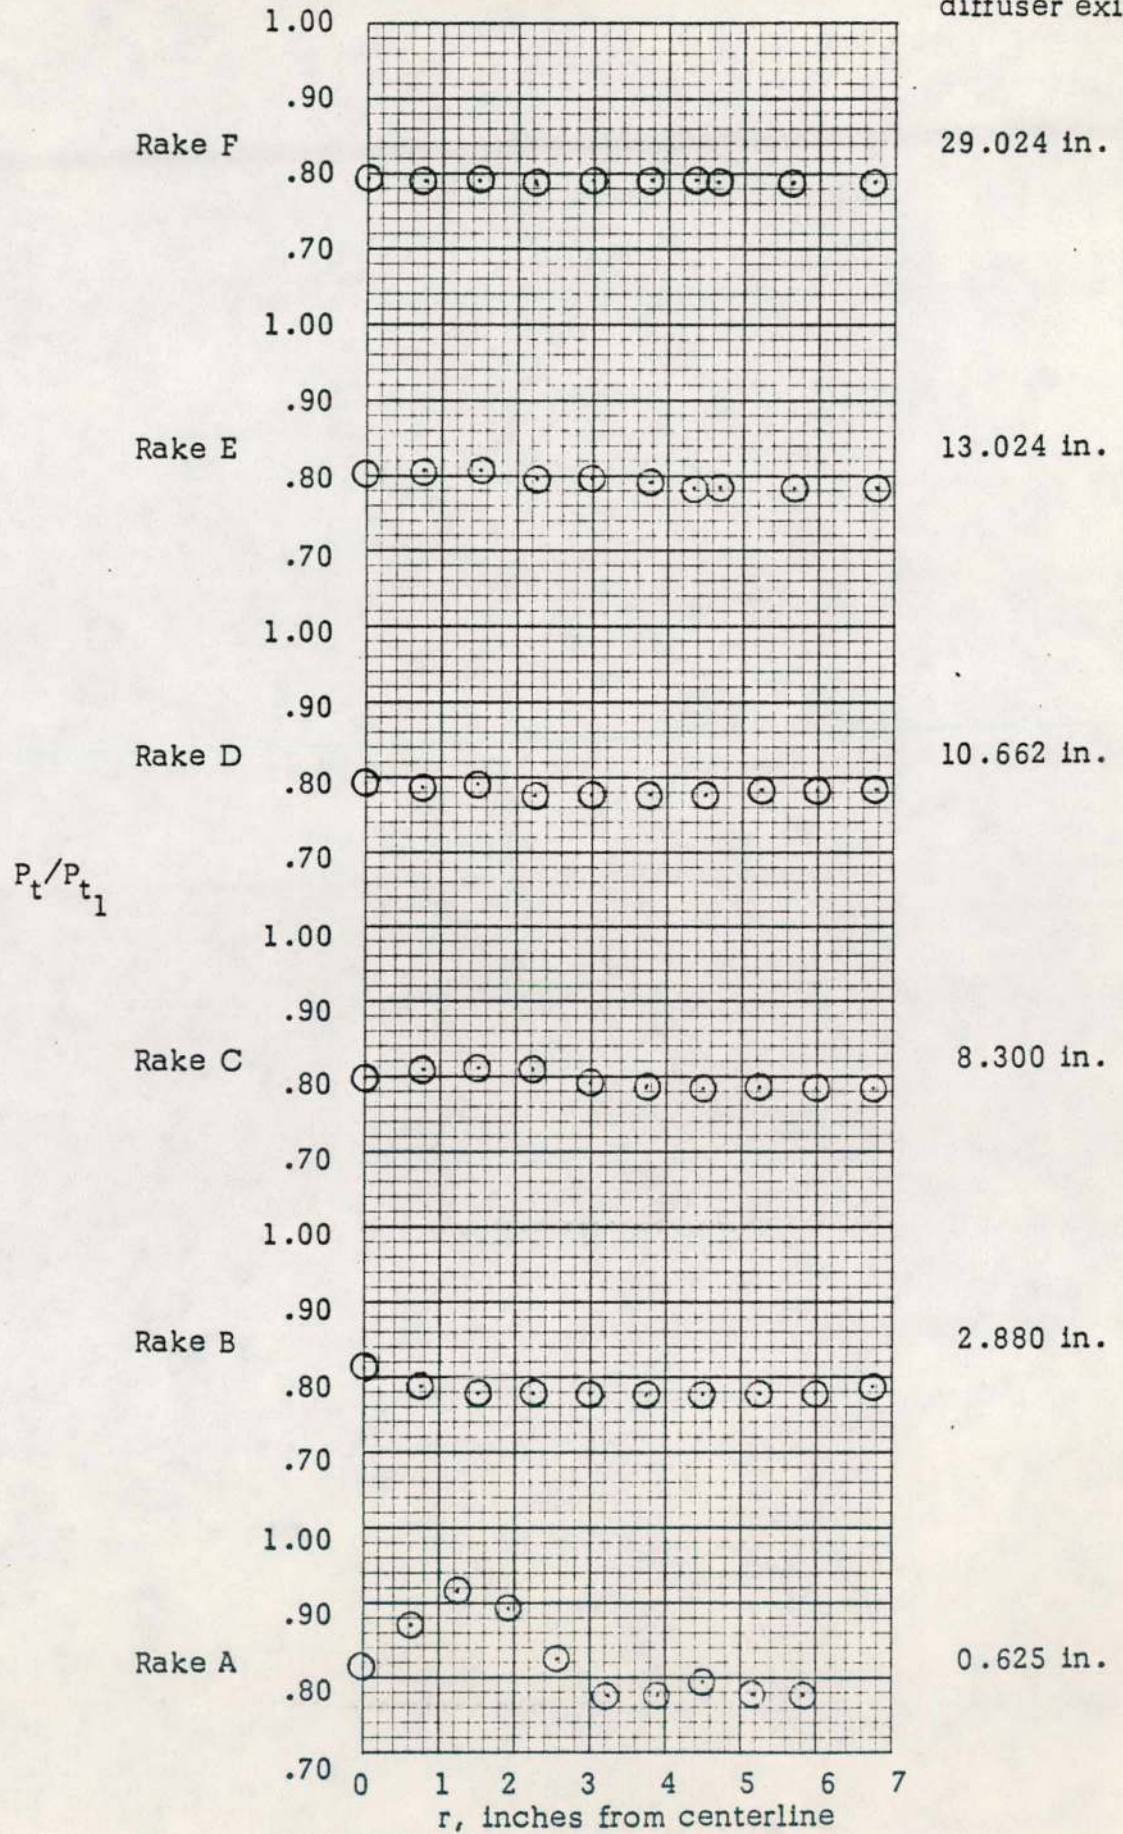 diffuser exi
1.00
.90
Rake F 29.024 in.
.80
.70
1.00
.90
Rake E 13.024 in.
.80
.70
1.00
.90
Rake D 10.662 in.
.80
.70
Pt/Pt1
1.00
.90
Rake C 8.300 in.
.80
.70
1.00
.90
Rake B 2.880 in.
.80
.70
1.00
.90
Rake A 0.625 in.
.80
.70
0 1 2 3 4 5 6 7
r, inches from centerline